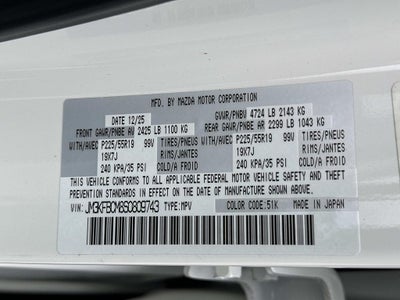 MFD. BY MAZDA MOTOR CORPORATION
DATE 12/25 GVWR/PNBV 4724 LB 2143 KG
FRONT GAWR/PNBE AV 2425 LB 1100 KG REAR GAWR/PNBE AR 2299 LB 1043 KG
WITH/AVEC P225/55R19 99V TIRES/PNEUS WITH/AVEC P225/55R19 99V TIRES/PNEUS
19X7J RIMS/JANTES 19X7J RIMS/JANTES
240 KPA/35 PSI COLD/A FROID 240 KPA/35 PSI COLD/A FROID
THIS VEHICLE CONFORMS TO ALL APPLICABLE FEDERAL MOTOR VEHICLE SAFETY AND THEFT
PREVENTION STANDARDS IN EFFECT ON THE DATE OF MANUFACTURE SHOWN ABOVE.
VIN: JM3KFBCM8S0809743 TYPE: MPV
COLOR 51K MADE IN JAPAN